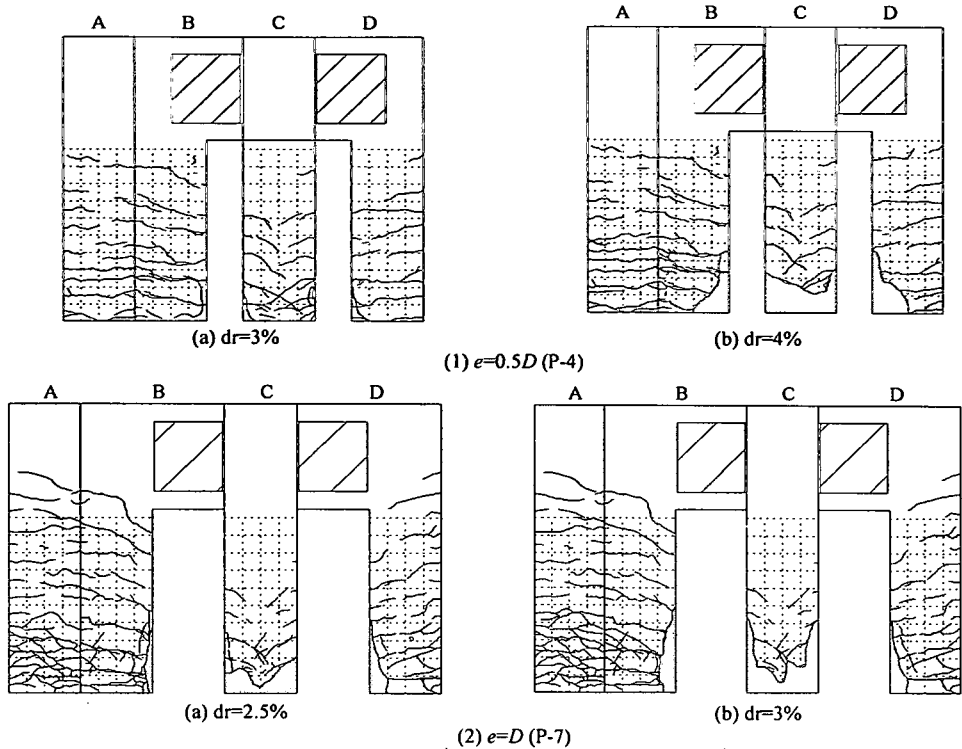 A B C D
A B C D
(a) dr=3%
(b) dr=4%
(1) e=0.5D (P-4)
A B C D
A B C D
(a) dr=2.5%
(b) dr=3%
(2) e=D (P-7)